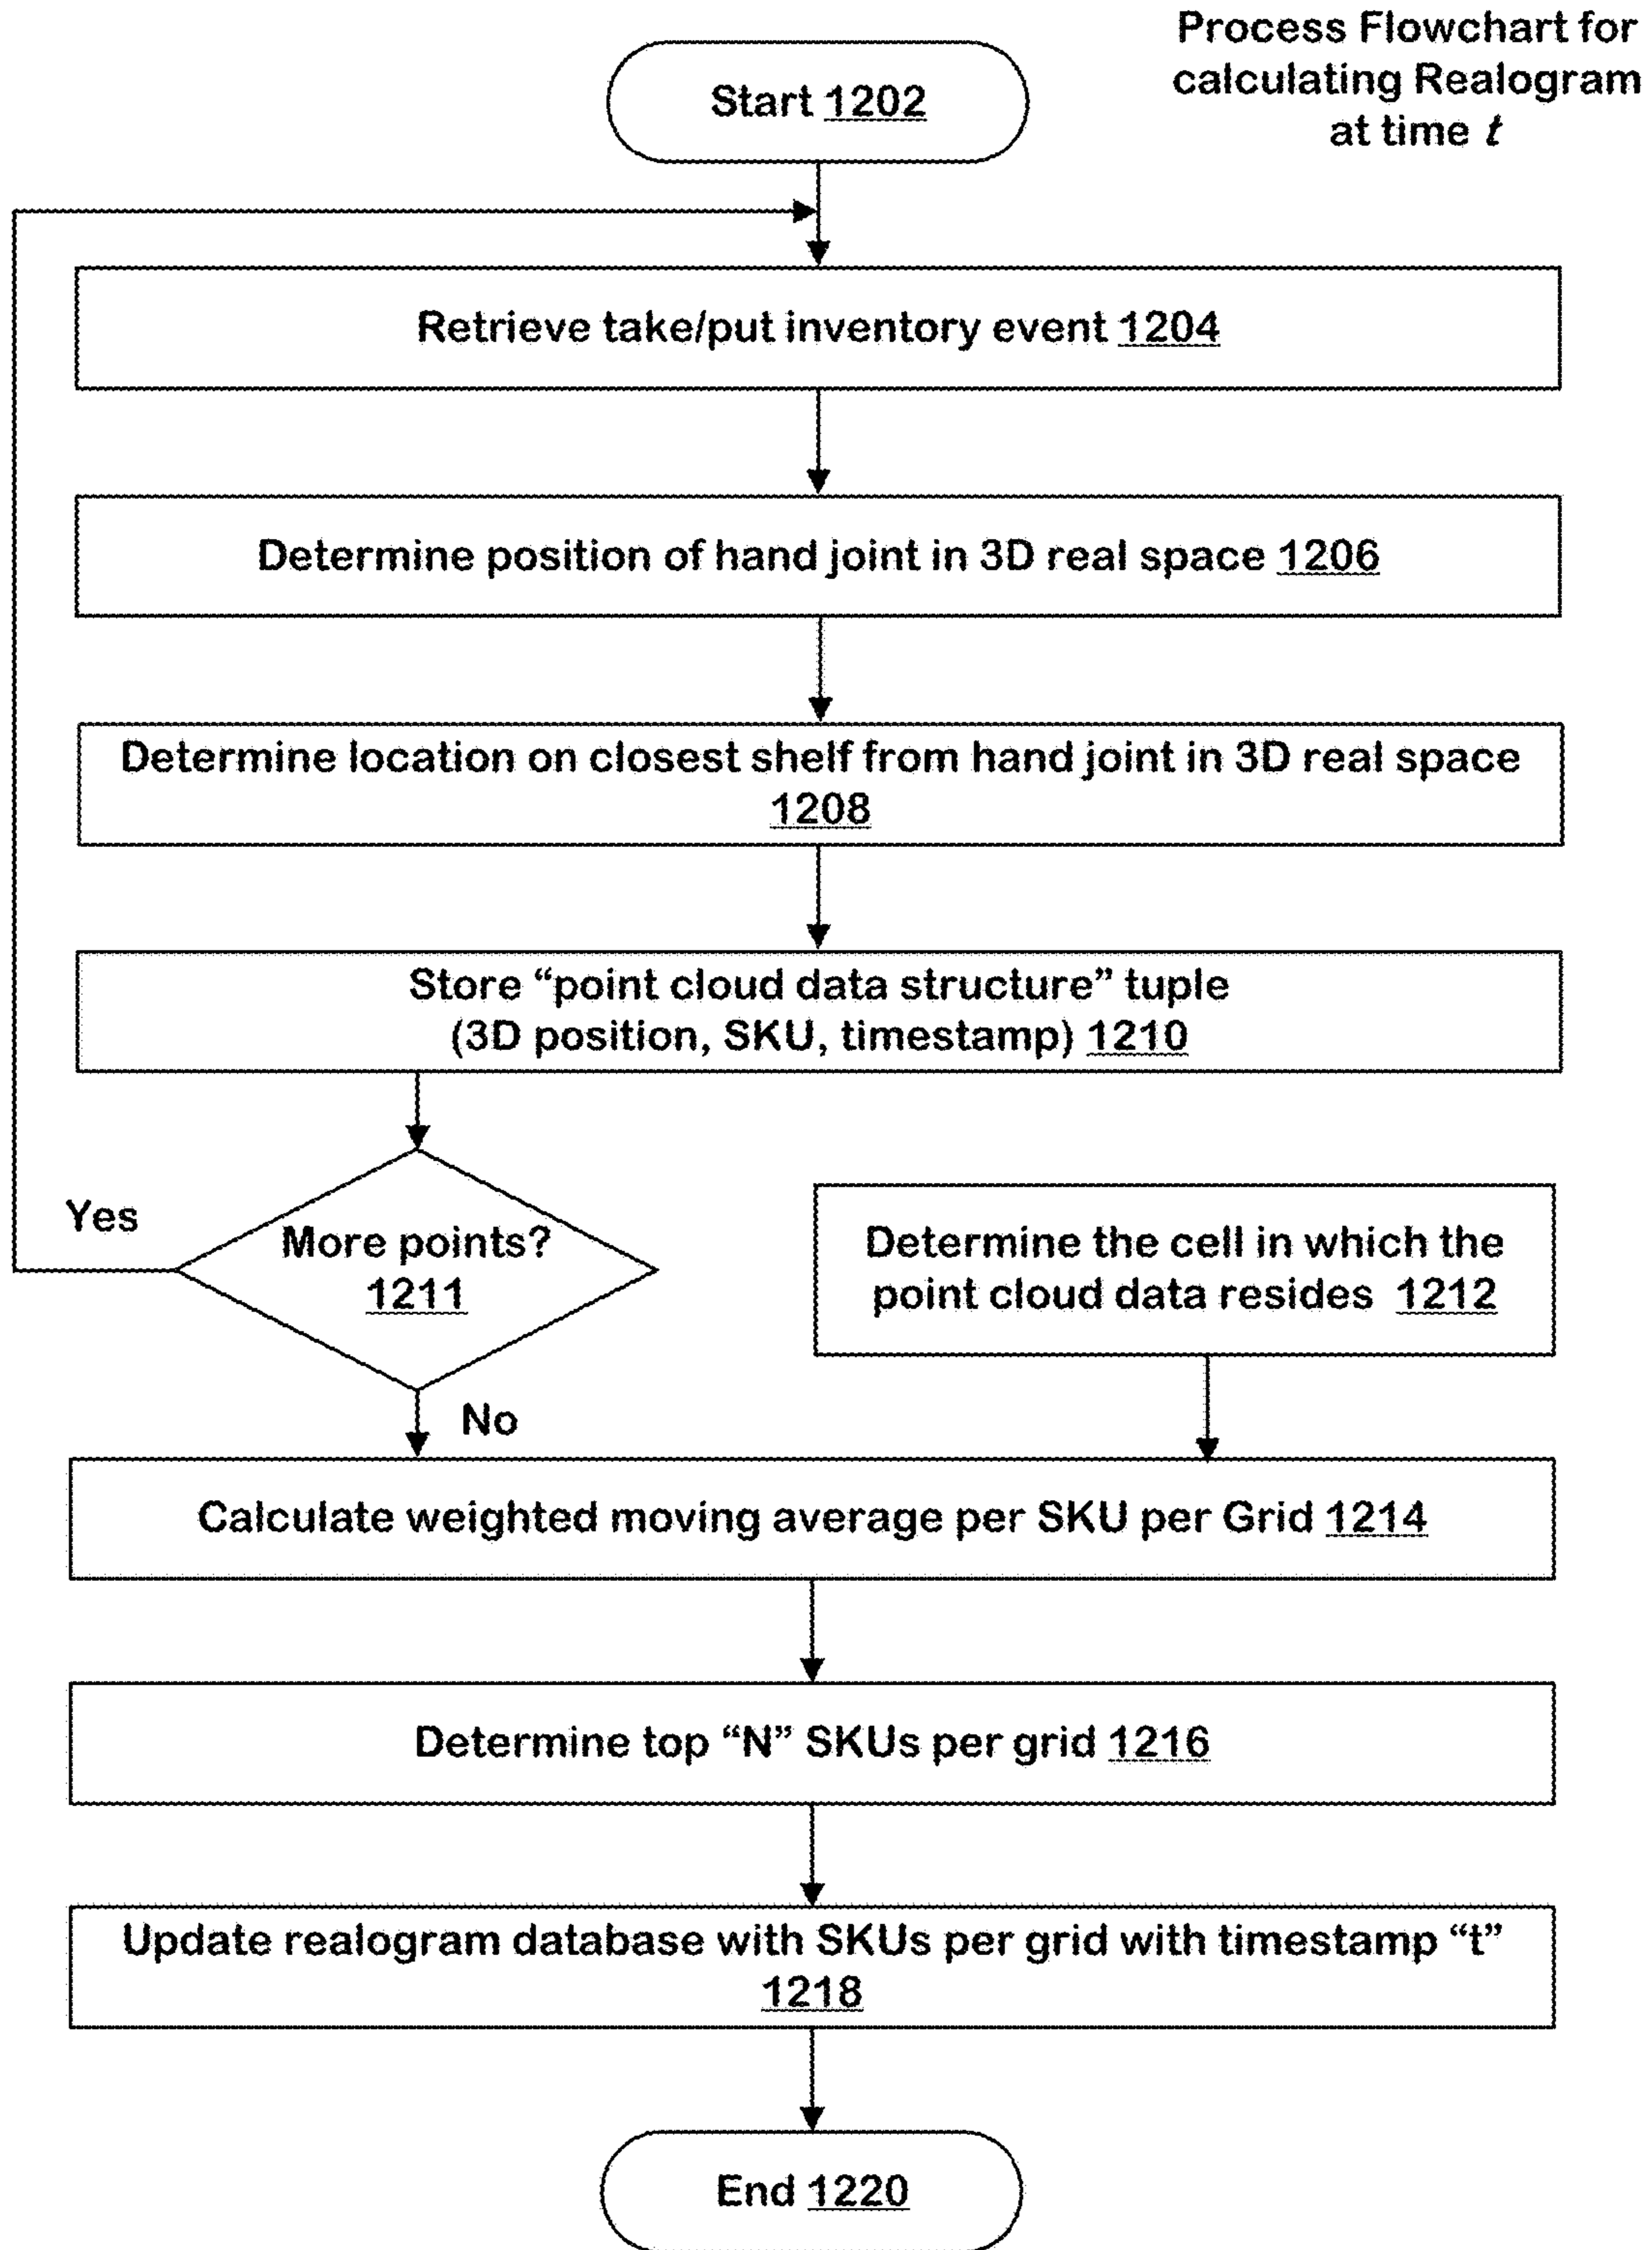 Process Flowchart for
calculating Realogram
at time t
Start 1202
Retrieve take/put inventory event 1204
Determine position of hand joint in 3D real space 1206
Determine location on closest shelf from hand joint in 3D real space
1208
Store “point cloud data structure” tuple
(3D position, SKU, timestamp) 1210
Yes
More points?
1211
No
Determine the cell in which the
point cloud data resides 1212
Calculate weighted moving average per SKU per Grid 1214
Determine top “N” SKUs per grid 1216
Update realogram database with SKUs per grid with timestamp “t”
1218
End 1220